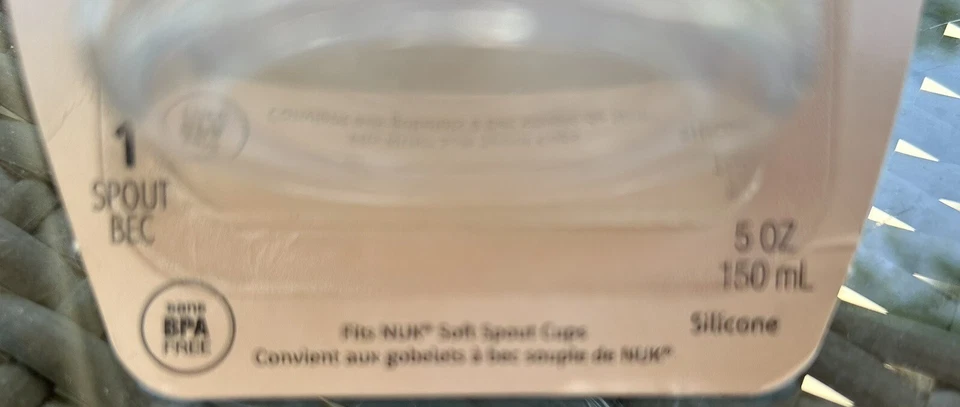 1
SPOUT
BEC
5 OZ
150 mL
sans
BPA
FREE
Fits NUK® Soft Spout Cups
Convient aux gobelets à bec souple de NUK®
Silicone